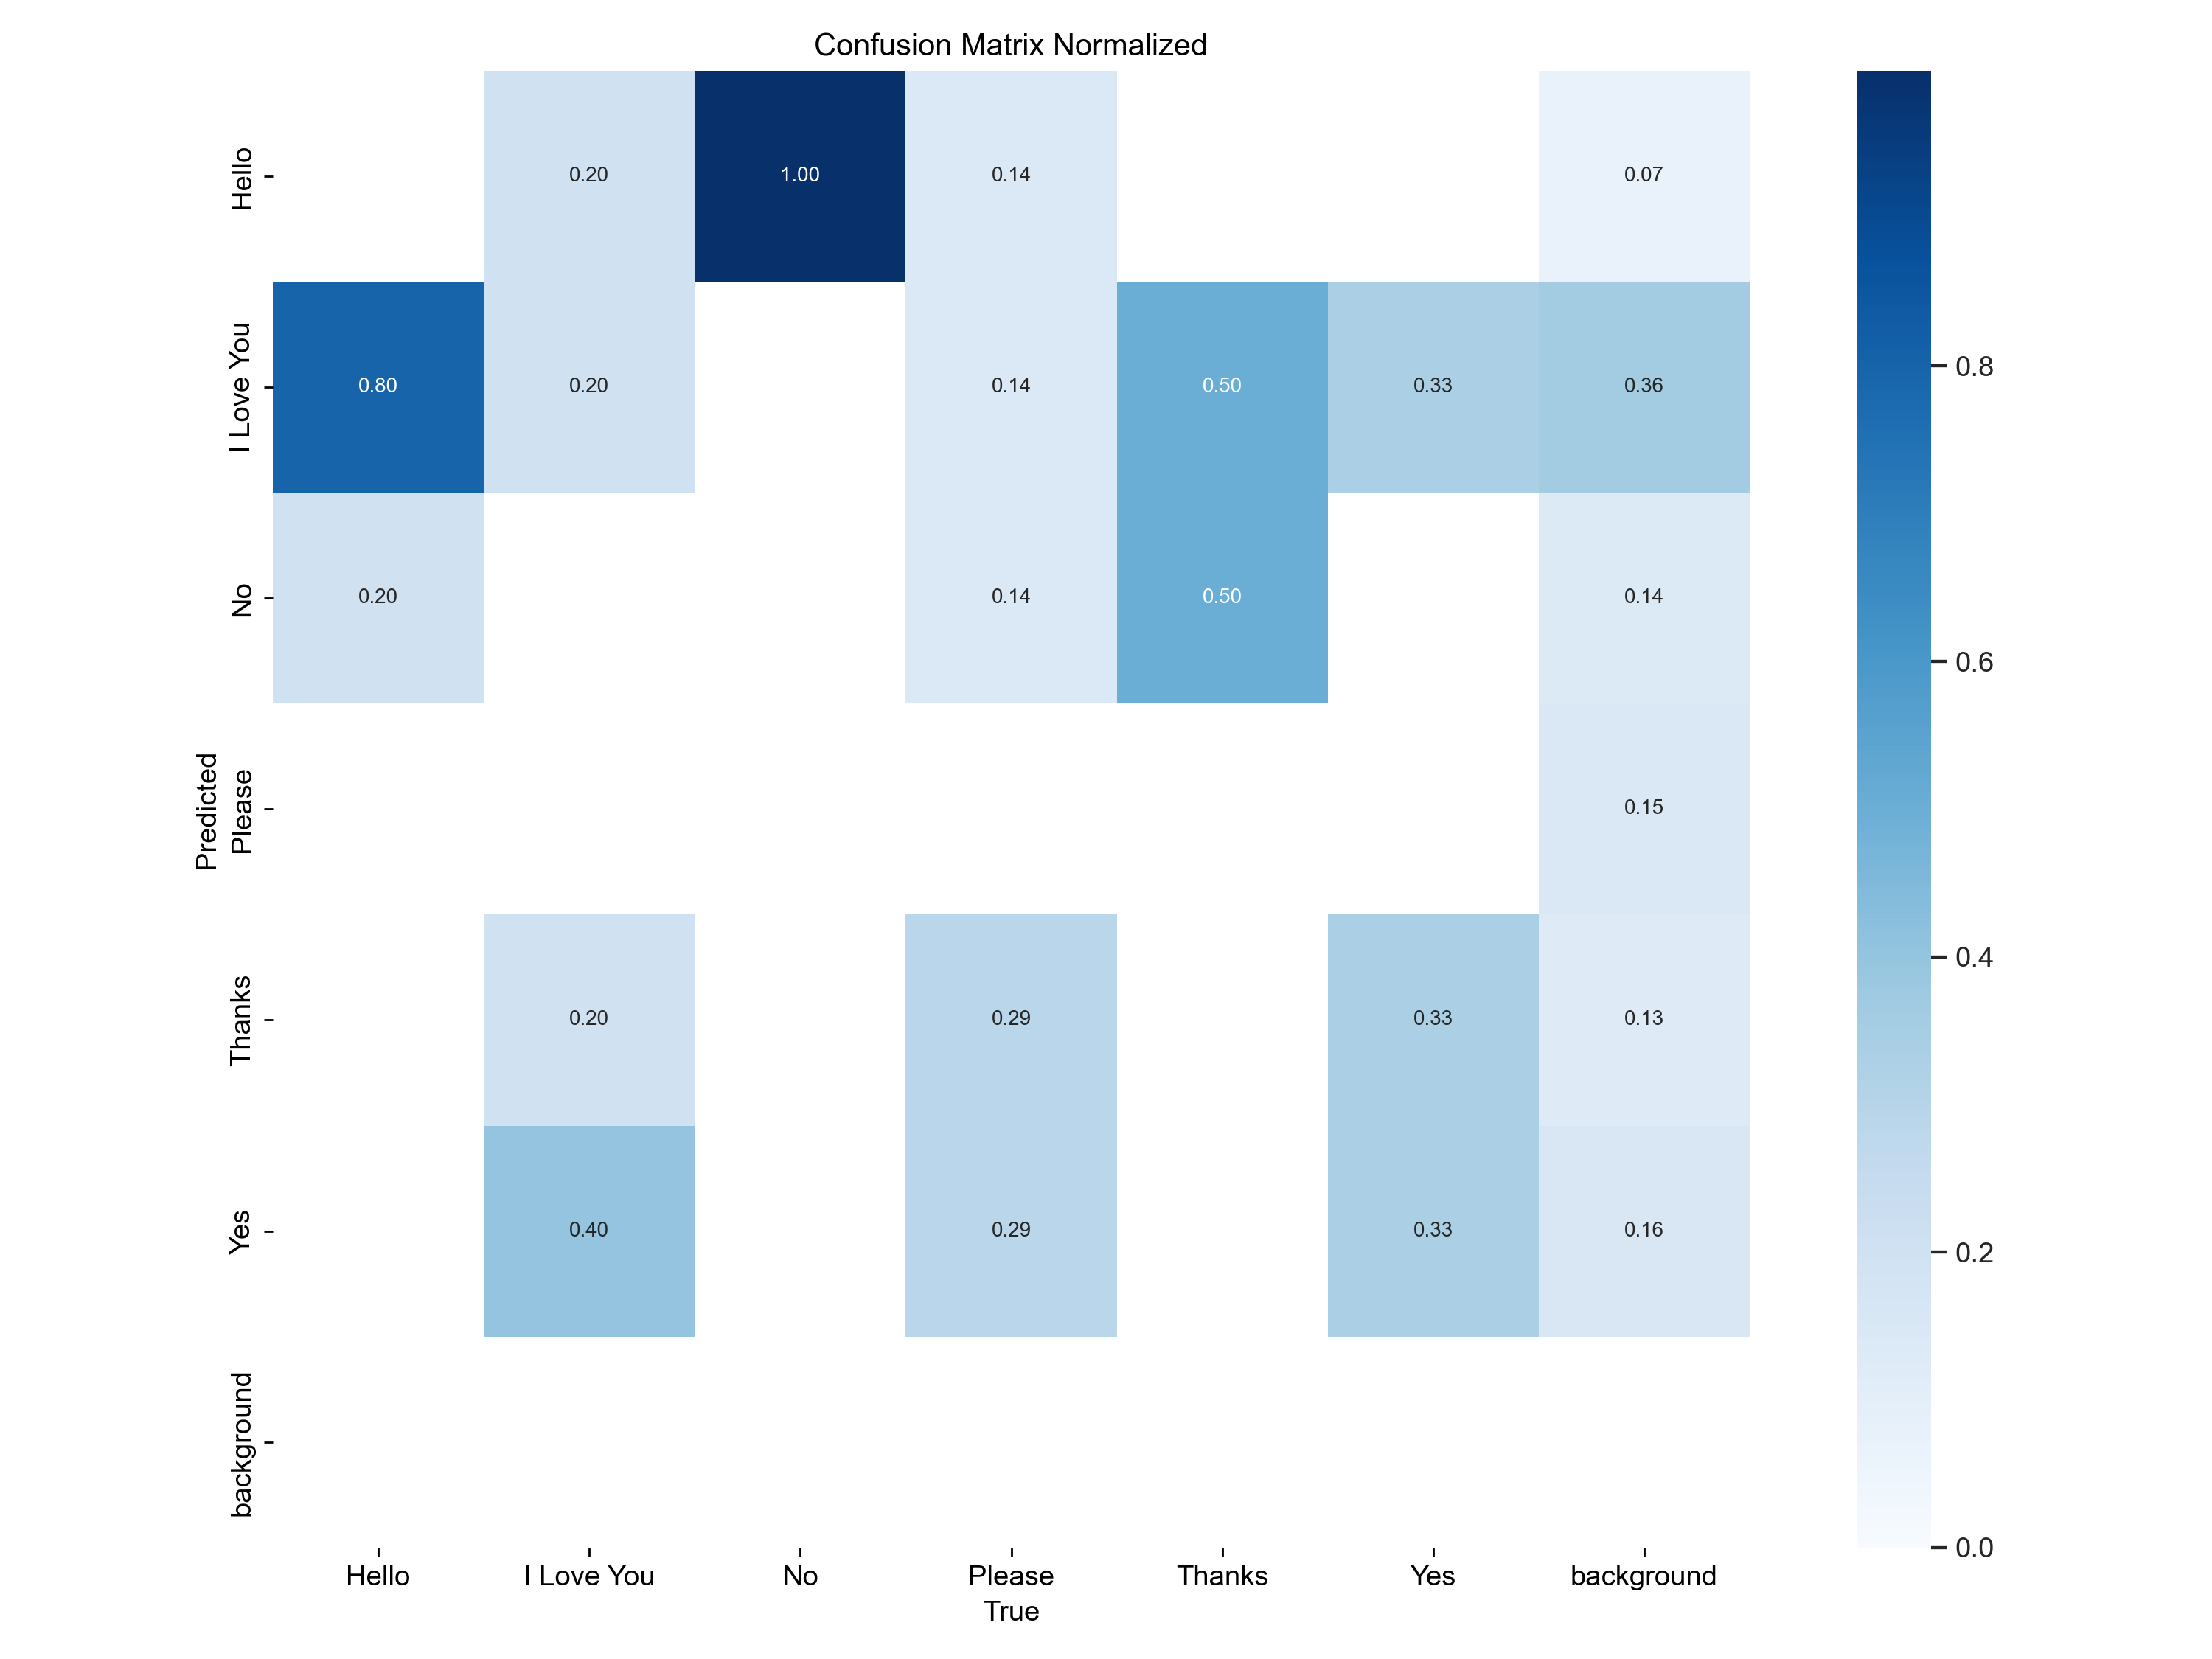 Confusion Matrix Normalized
Hello
0.20
1.00
0.14
0.07
I Love You
0.80
0.20
0.14
0.50
0.33
0.36
No
0.20
0.14
0.50
0.14
Predicted
Please
0.15
Thanks
0.20
0.29
0.33
0.13
Yes
0.40
0.29
0.33
0.16
background
Hello
I Love You
No
Please
Thanks
Yes
background
True
0.8
0.6
0.4
0.2
0.0